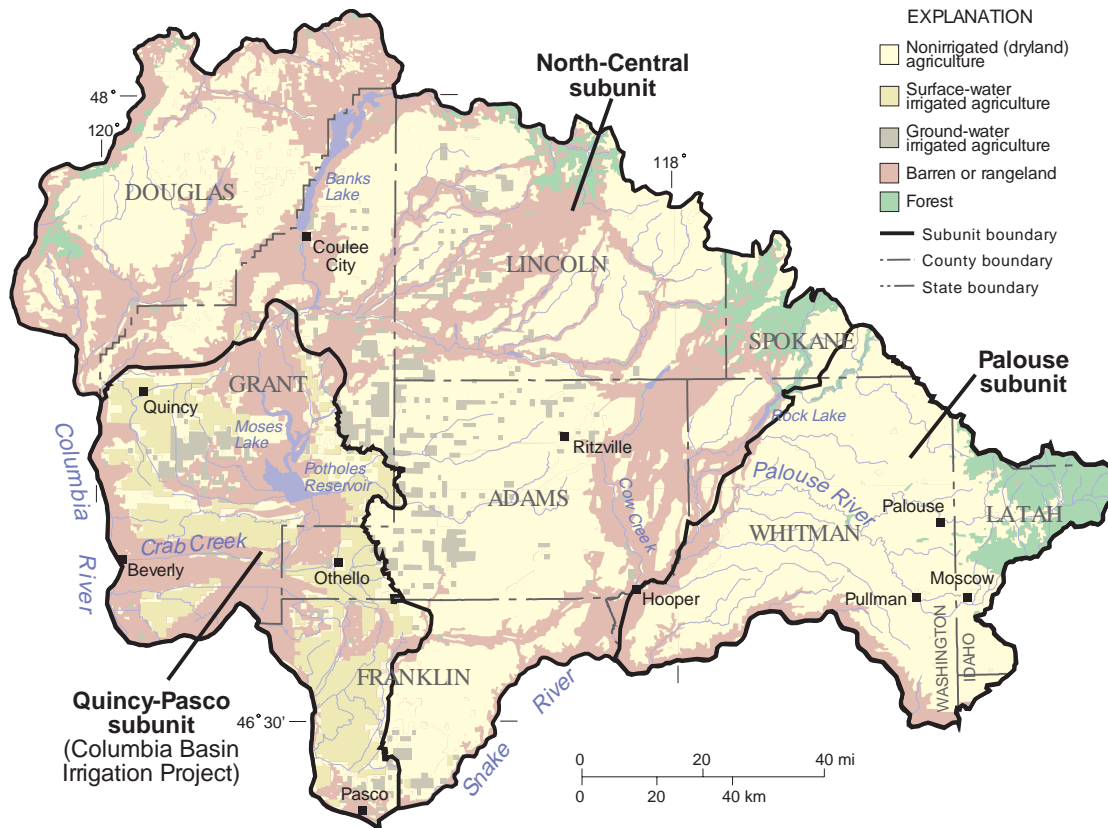 EXPLANATION
Nonirrigated (dryland)
agriculture
Surface-water
irrigated agriculture
Ground-water
irrigated agriculture
Barren or rangeland
Forest
Subunit boundary
County boundary
State boundary
North-Central
subunit
48°
120°
118°
DOUGLAS
Banks
Lake
Coulee
City
LINCOLN
SPOKANE
Palouse
subunit
GRANT
Quincy
Moses
Lake
Rock Lake
Columbia
River
Ritzville
Potholes
Reservoir
ADAMS
Cow Creek
Palouse River
WHITMAN
Palouse
LATAH
Crab Creek
Beverly
Othello
Hooper
Pullman
Moscow
WASHINGTON
IDAHO
FRANKLIN
Quincy-Pasco
subunit
(Columbia Basin
Irrigation Project)
46°30'
Snake
River
Pasco
0 20 40 mi
0 20 40 km